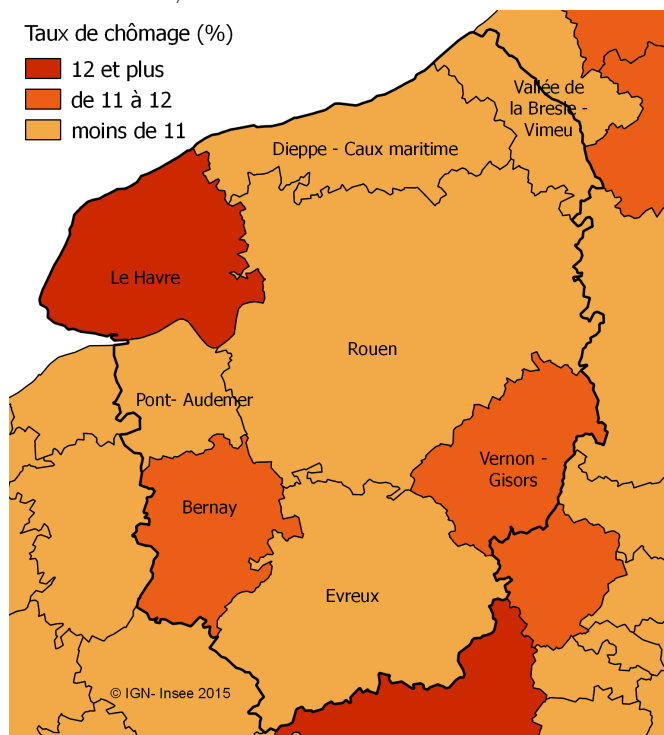 Taux de chômage (%)
12 et plus
de 11 à 12
moins de 11
Vallée de
la Bresle -
Vimeu
Dieppe - Caux maritime
Le Havre
Rouen
Pont- Audemer
Vernon -
Gisors
Bernay
Evreux
© IGN- Insee 2015